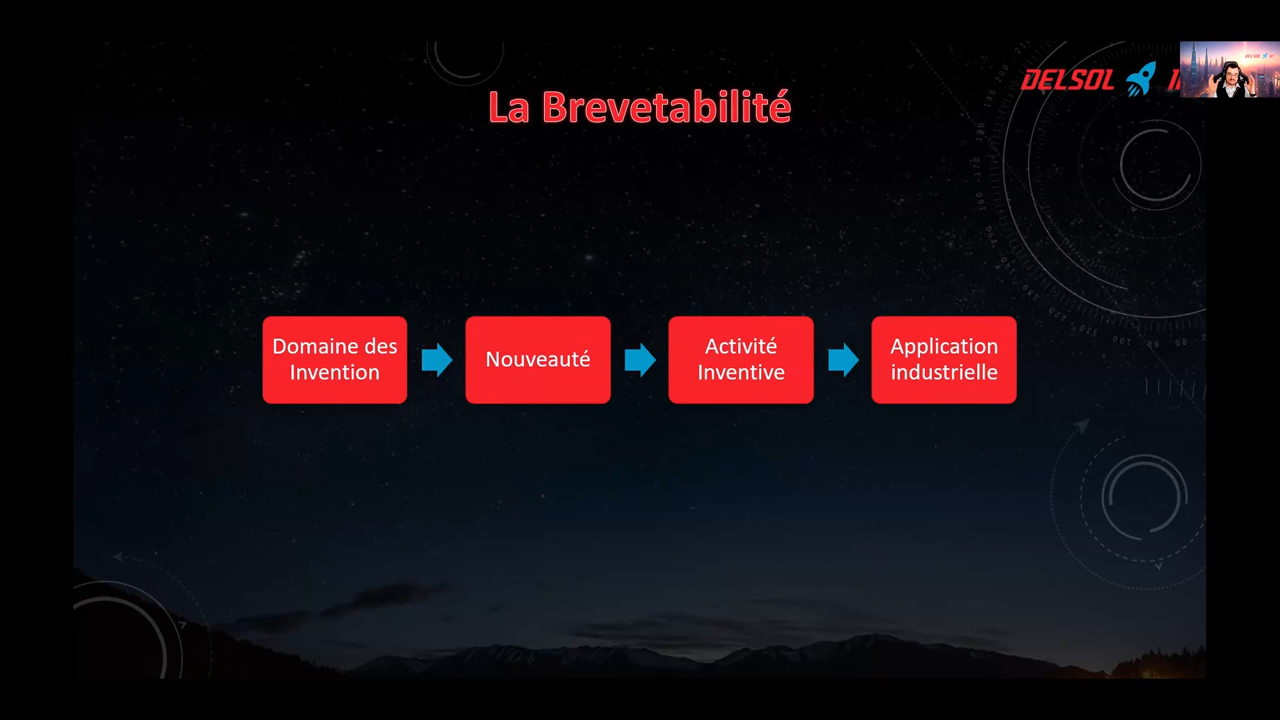 La Brevetabilité
DELSOL
Domaine des
Invention
Nouveauté
Activité
Inventive
Application
industrielle